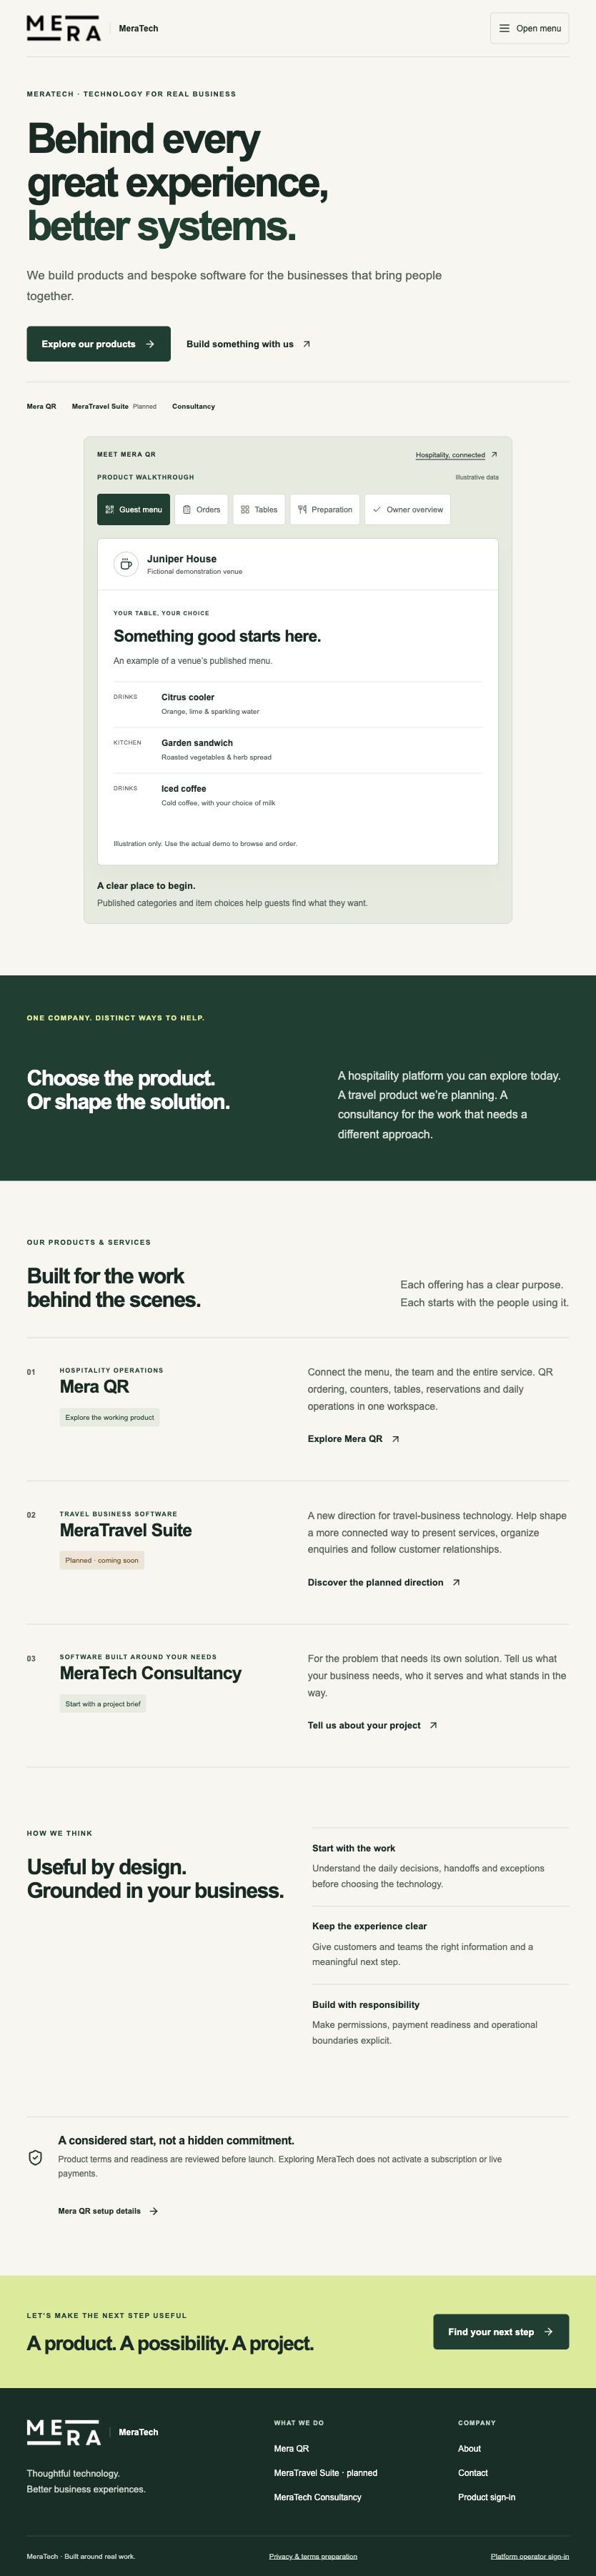 MERA
MeraTech
Open menu
MERATECH · TECHNOLOGY FOR REAL BUSINESS
Behind every
great experience,
better systems.
We build products and bespoke software for the businesses that bring people
together.
Explore our products
Build something with us
Mera QR
MeraTravel Suite Planned
Consultancy
MEET MERA QR
Hospitality, connected
PRODUCT WALKTHROUGH
Illustrative data
Guest menu
Orders
Tables
Preparation
Owner overview
Juniper House
Fictional demonstration venue
YOUR TABLE, YOUR CHOICE
Something good starts here.
An example of a venue's published menu.
DRINKS
Citrus cooler
Orange, lime & sparkling water
KITCHEN
Garden sandwich
Roasted vegetables & herb spread
DRINKS
Iced coffee
Cold coffee, with your choice of milk
Illustration only. Use the actual demo to browse and order.
A clear place to begin.
Published categories and item choices help guests find what they want.
ONE COMPANY. DISTINCT WAYS TO HELP.
Choose the product.
Or shape the solution.
A hospitality platform you can explore today.
A travel product we're planning. A
consultancy for the work that needs a
different approach.
OUR PRODUCTS & SERVICES
Built for the work
behind the scenes.
Each offering has a clear purpose.
Each starts with the people using it.
01
HOSPITALITY OPERATIONS
Mera QR
Explore the working product
Connect the menu, the team and the entire service. QR
ordering, counters, tables, reservations and daily
operations in one workspace.
Explore Mera QR
02
TRAVEL BUSINESS SOFTWARE
MeraTravel Suite
Planned · coming soon
A new direction for travel-business technology. Help shape
a more connected way to present services, organize
enquiries and follow customer relationships.
Discover the planned direction
03
SOFTWARE BUILT AROUND YOUR NEEDS
MeraTech Consultancy
Start with a project brief
For the problem that needs its own solution. Tell us what
your business needs, who it serves and what stands in the
way.
Tell us about your project
HOW WE THINK
Useful by design.
Grounded in your business.
Start with the work
Understand the daily decisions, handoffs and exceptions
before choosing the technology.
Keep the experience clear
Give customers and teams the right information and a
meaningful next step.
Build with responsibility
Make permissions, payment readiness and operational
boundaries explicit.
A considered start, not a hidden commitment.
Product terms and readiness are reviewed before launch. Exploring MeraTech does not activate a subscription or live
payments.
Mera QR setup details
LET'S MAKE THE NEXT STEP USEFUL
A product. A possibility. A project.
Find your next step
MERA
MeraTech
Thoughtful technology.
Better business experiences.
WHAT WE DO
Mera QR
MeraTravel Suite · planned
MeraTech Consultancy
COMPANY
About
Contact
Product sign-in
MeraTech · Built around real work.
Privacy & terms preparation
Platform operator sign-in